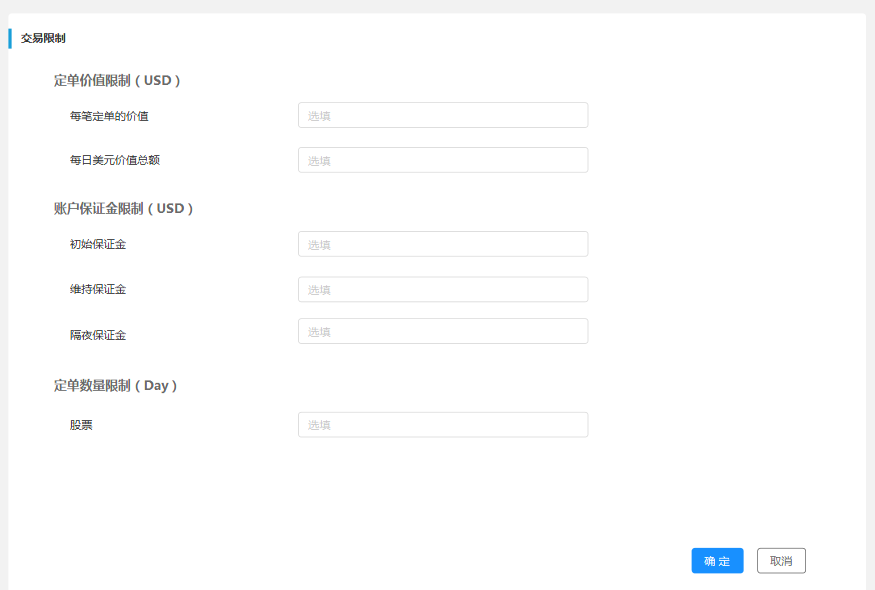 交易限制
定单价值限制 ( USD )
每笔定单的价值 选填
每日美元价值总额 选填
账户保证金限制 ( USD )
初始保证金 选填
维持保证金 选填
隔夜保证金 选填
定单数量限制 ( Day )
股票 选填
确 定 取消